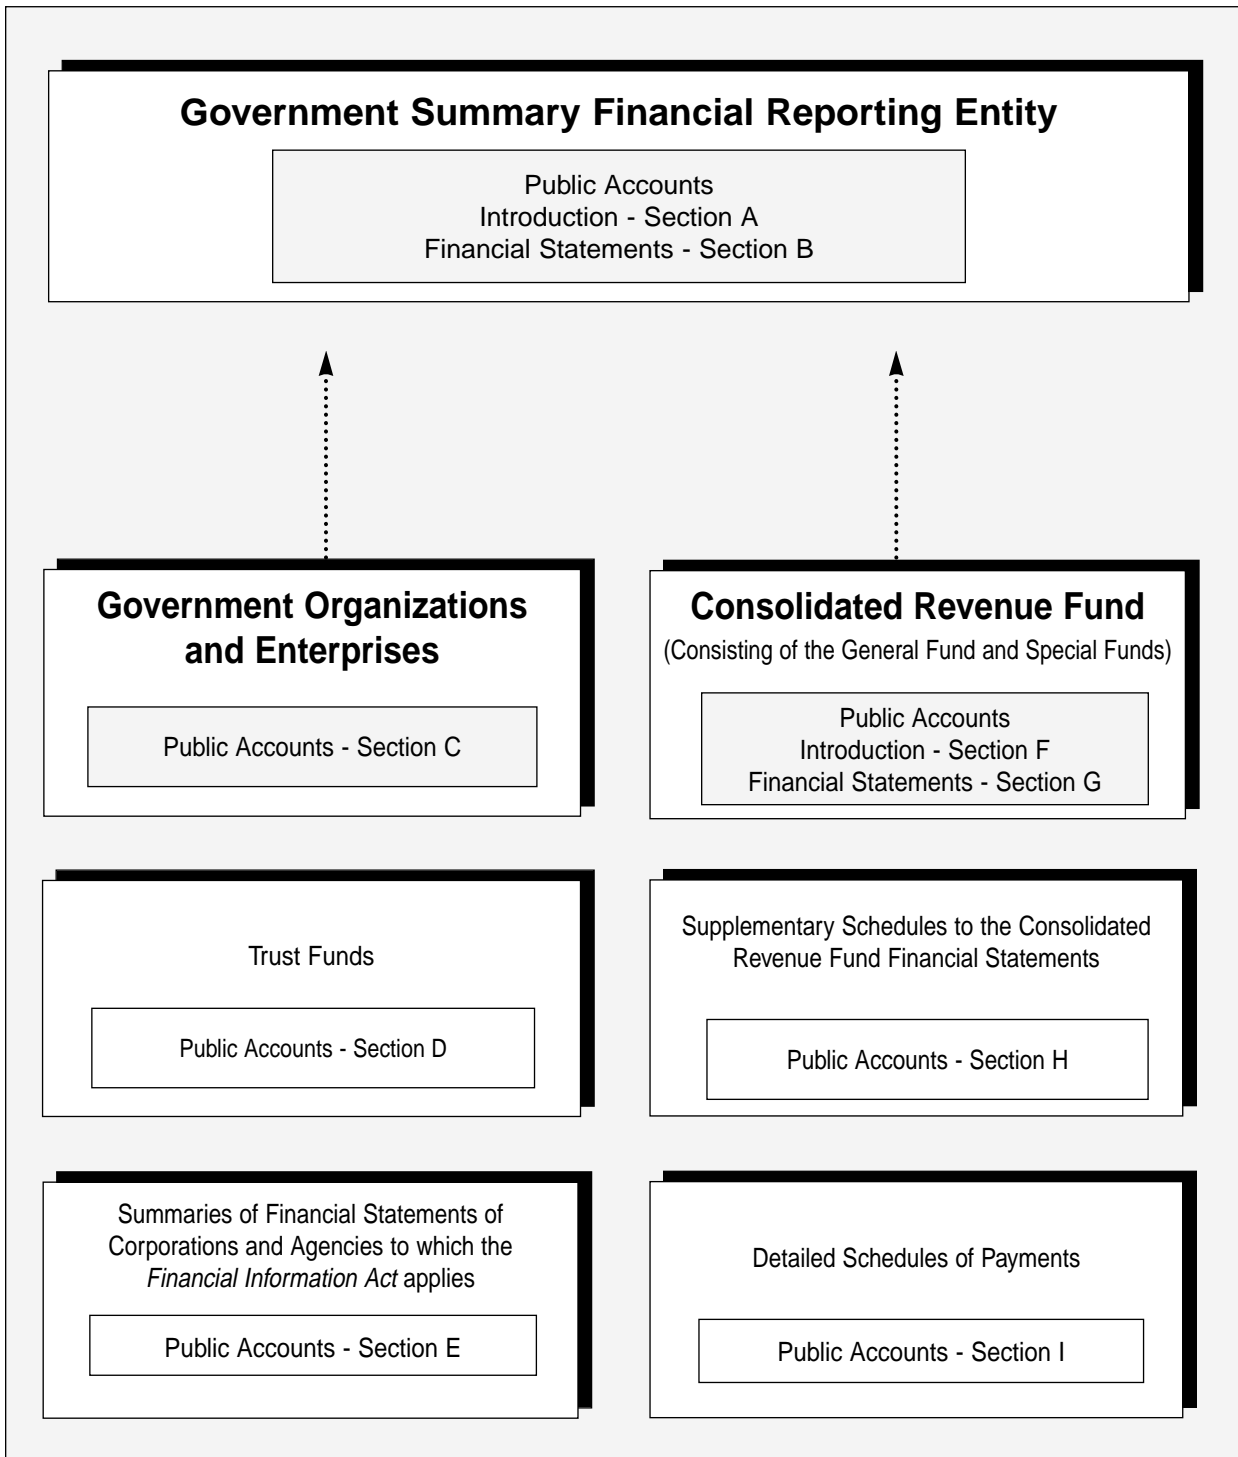 Government Summary Financial Reporting Entity
Public Accounts
Introduction - Section A
Financial Statements - Section B
Government Organizations
and Enterprises
Public Accounts - Section C
Consolidated Revenue Fund
(Consisting of the General Fund and Special Funds)
Public Accounts
Introduction - Section F
Financial Statements - Section G
Trust Funds
Public Accounts - Section D
Supplementary Schedules to the Consolidated
Revenue Fund Financial Statements
Public Accounts - Section H
Summaries of Financial Statements of
Corporations and Agencies to which the
Financial Information Act applies
Public Accounts - Section E
Detailed Schedules of Payments
Public Accounts - Section I